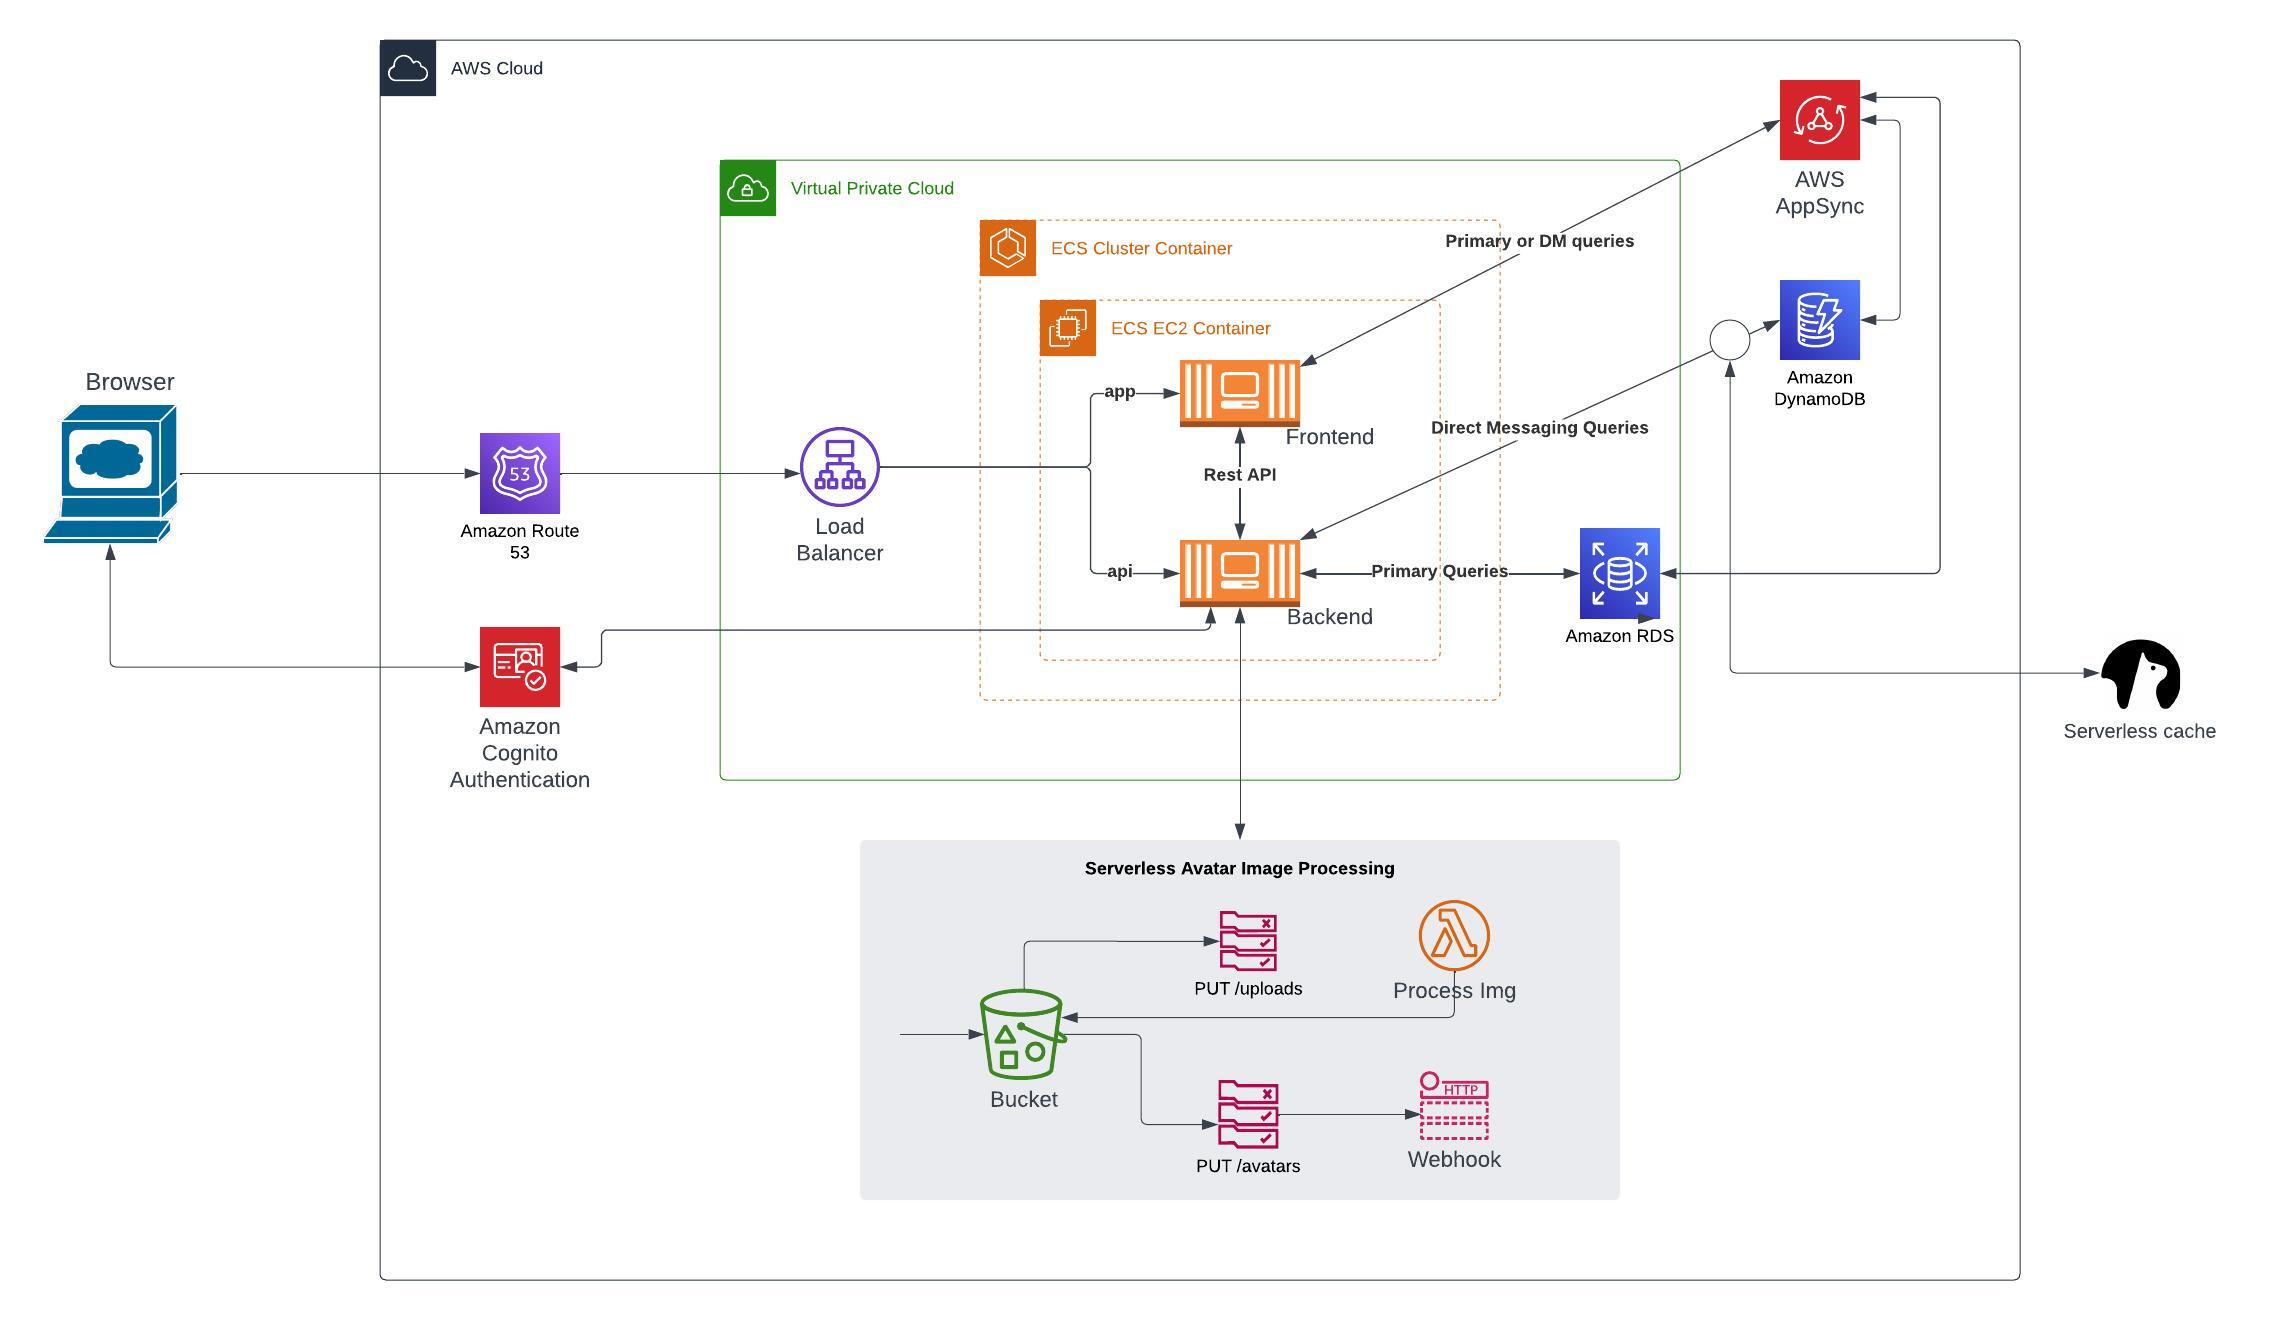 AWS Cloud
AWS
AppSync
Virtual Private Cloud
Primary or DM queries
ECS Cluster Container
ECS EC2 Container
Browser
Amazon
DynamoDB
app
Frontend
Direct Messaging Queries
53
Rest API
Amazon Route
53
Load
Balancer
api
Primary Queries
Backend
Amazon RDS
Amazon
Cognito
Authentication
Serverless cache
Serverless Avatar Image Processing
PUT /uploads
Process Img
Bucket
HTTP
PUT /avatars
Webhook